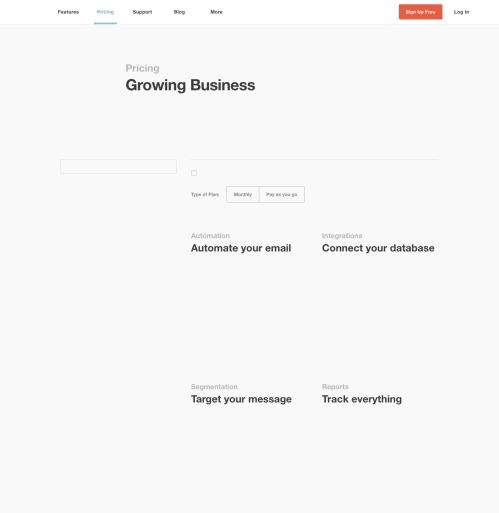 Features
Pricing
Support
Blog
More
Sign Up Free
Log In
Pricing
Growing Business
Type of Plan:
Monthly
Pay as you go
Automation
Automate your email
Integrations
Connect your database
Segmentation
Target your message
Reports
Track everything